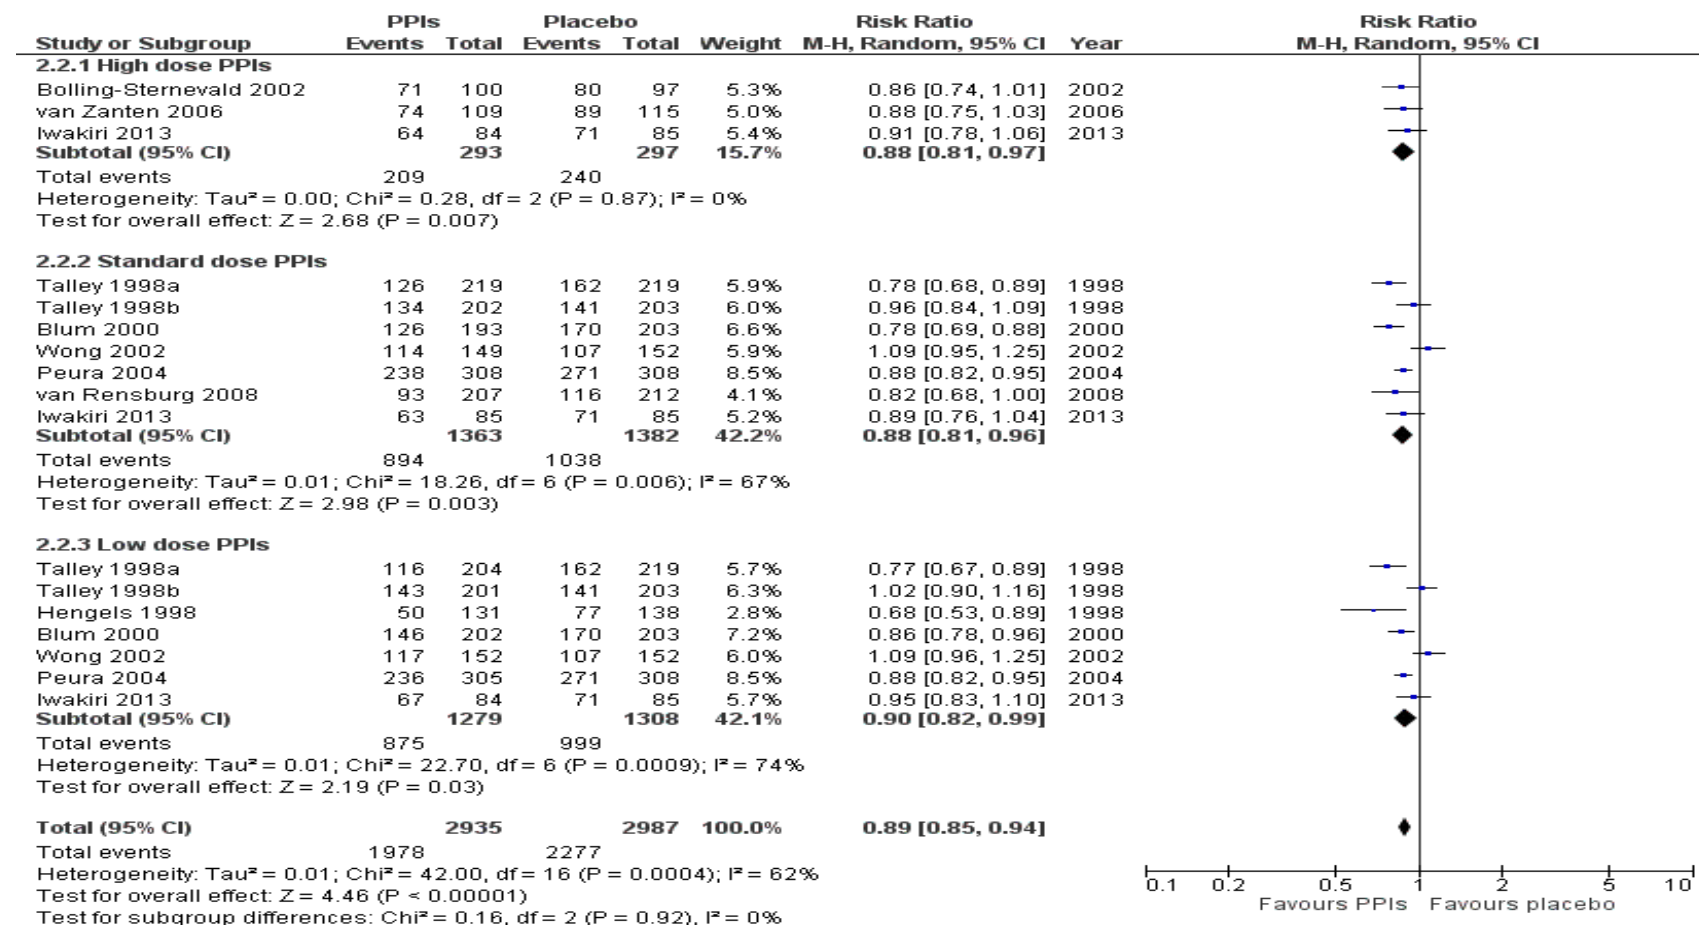 PPIs Placebo Risk Ratio Risk Ratio
Study or Subgroup Events Total Events Total Weight M-H, Random, 95% CI Year M-H, Random, 95% CI
2.2.1 High dose PPIs
Bolling-Sternevald 2002 71 100 80 97 5.3% 0.86 [0.74, 1.01] 2002
van Zanten 2006 74 109 89 115 5.0% 0.88 [0.75, 1.03] 2006
Iwakiri 2013 64 84 71 85 5.4% 0.91 [0.78, 1.06] 2013
Subtotal (95% CI) 293 297 15.7% 0.88 [0.81, 0.97]
Total events 209 240
Heterogeneity: Tau² = 0.00; Chi² = 0.28, df = 2 (P = 0.87); I² = 0%
Test for overall effect: Z = 2.68 (P = 0.007)
2.2.2 Standard dose PPIs
Talley 1998a 126 219 162 219 5.9% 0.78 [0.68, 0.89] 1998
Talley 1998b 134 202 141 203 6.0% 0.96 [0.84, 1.09] 1998
Blum 2000 126 193 170 203 6.6% 0.78 [0.69, 0.88] 2000
Wong 2002 114 149 107 152 5.9% 1.09 [0.95, 1.25] 2002
Peura 2004 238 308 271 308 8.5% 0.88 [0.82, 0.95] 2004
van Rensburg 2008 93 207 116 212 4.1% 0.82 [0.68, 1.00] 2008
Iwakiri 2013 63 85 71 85 5.2% 0.89 [0.76, 1.04] 2013
Subtotal (95% CI) 1363 1382 42.2% 0.88 [0.81, 0.96]
Total events 894 1038
Heterogeneity: Tau² = 0.01; Chi² = 18.26, df = 6 (P = 0.006); I² = 67%
Test for overall effect: Z = 2.98 (P = 0.003)
2.2.3 Low dose PPIs
Talley 1998a 116 204 162 219 5.7% 0.77 [0.67, 0.89] 1998
Talley 1998b 143 201 141 203 6.3% 1.02 [0.90, 1.16] 1998
Hengels 1998 50 131 77 138 2.8% 0.68 [0.53, 0.89] 1998
Blum 2000 146 202 170 203 7.2% 0.86 [0.78, 0.96] 2000
Wong 2002 117 152 107 152 6.0% 1.09 [0.96, 1.25] 2002
Peura 2004 236 305 271 308 8.5% 0.88 [0.82, 0.95] 2004
Iwakiri 2013 67 84 71 85 5.7% 0.95 [0.83, 1.10] 2013
Subtotal (95% CI) 1279 1308 42.1% 0.90 [0.82, 0.99]
Total events 875 999
Heterogeneity: Tau² = 0.01; Chi² = 22.70, df = 6 (P = 0.0009); I² = 74%
Test for overall effect: Z = 2.19 (P = 0.03)
Total (95% CI) 2935 2987 100.0% 0.89 [0.85, 0.94]
Total events 1978 2277
Heterogeneity: Tau² = 0.01; Chi² = 42.00, df = 16 (P = 0.0004); I² = 62%
Test for overall effect: Z = 4.46 (P < 0.00001)
Test for subgroup differences: Chi² = 0.16, df = 2 (P = 0.92), I² = 0%
0.1 0.2 0.5 1 2 5 10
Favours PPIs Favours placebo